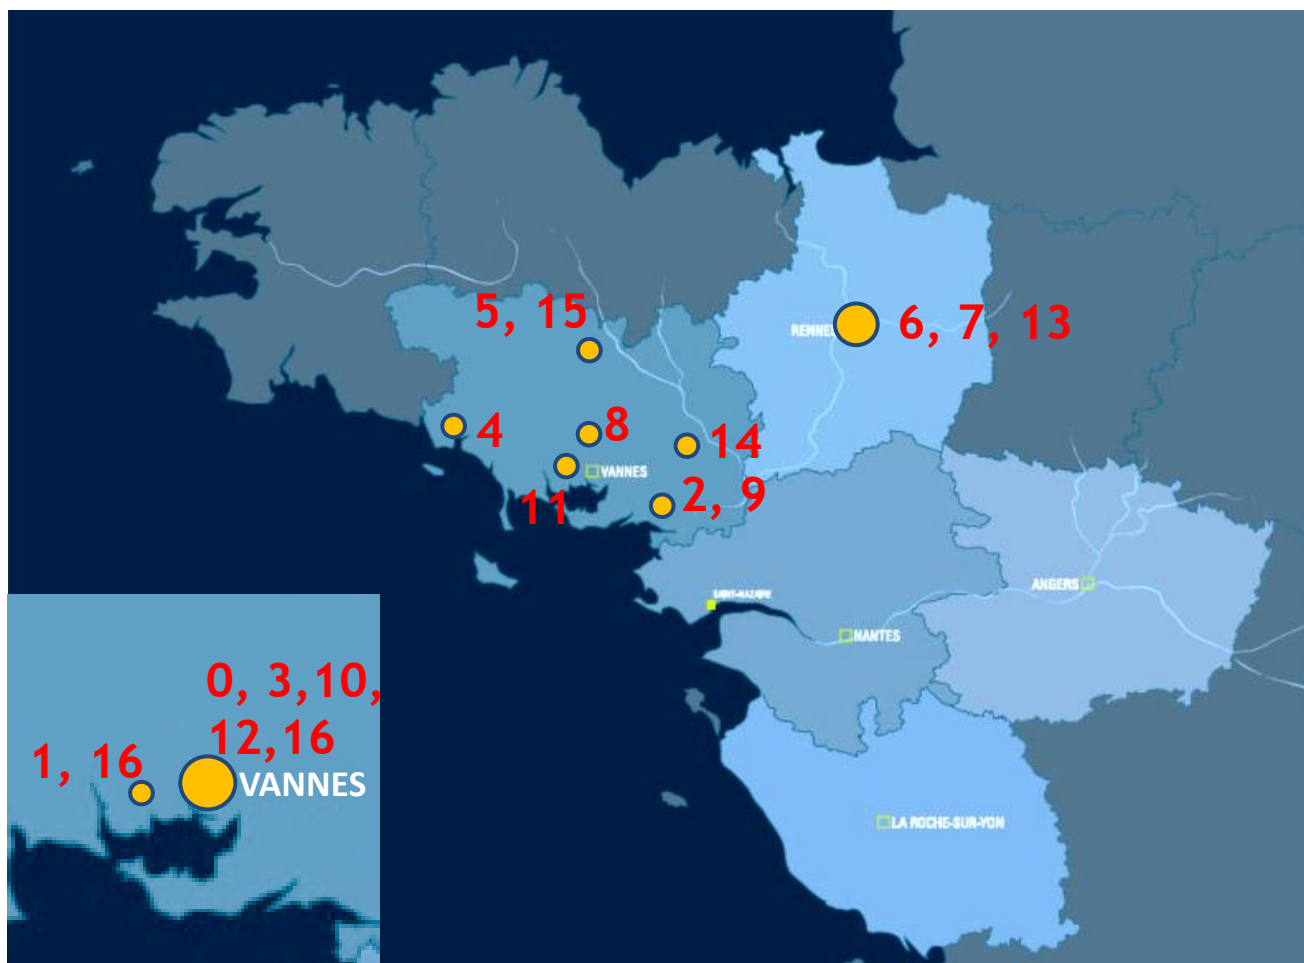 5, 15
RENNES
6, 7, 13
4
8
14
VANNES
11
2, 9
ANGERS
SAINT-NAZAIRE
NANTES
0, 3,10,
12,16
1, 16
VANNES
LA ROCHE-SUR-YON